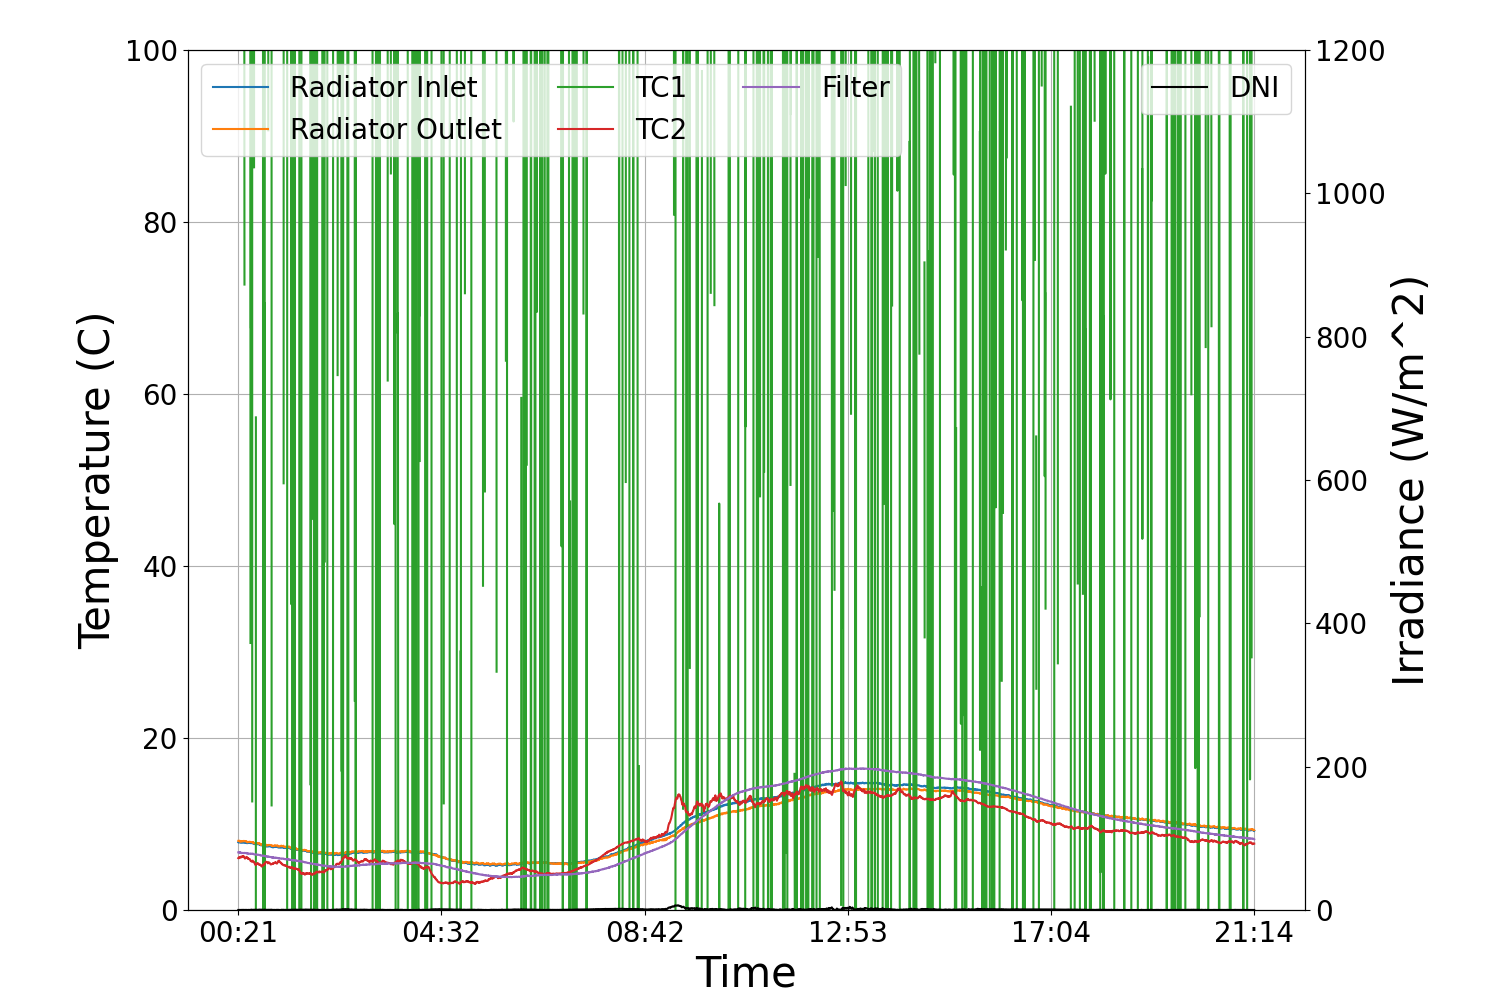 100
80
60
40
20
0
Temperature (C)
Radiator Inlet
Radiator Outlet
TC1
TC2
Filter
DNI
1200
1000
800
600
400
200
0
Irradiance (W/m^2)
00:21 04:32 08:42 12:53 17:04 21:14
Time